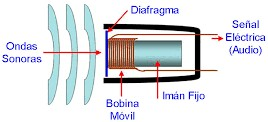 Diafragma
Ondas
Sonoras
Señal
Eléctrica
(Audio)
Bobina
Móvil
Imán Fijo